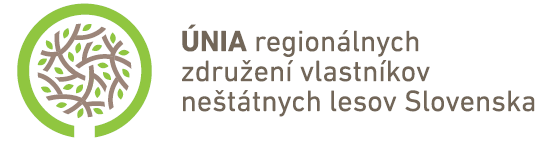 ÚNIA regionálnych
združení vlastníkov
neštátnych lesov Slovenska